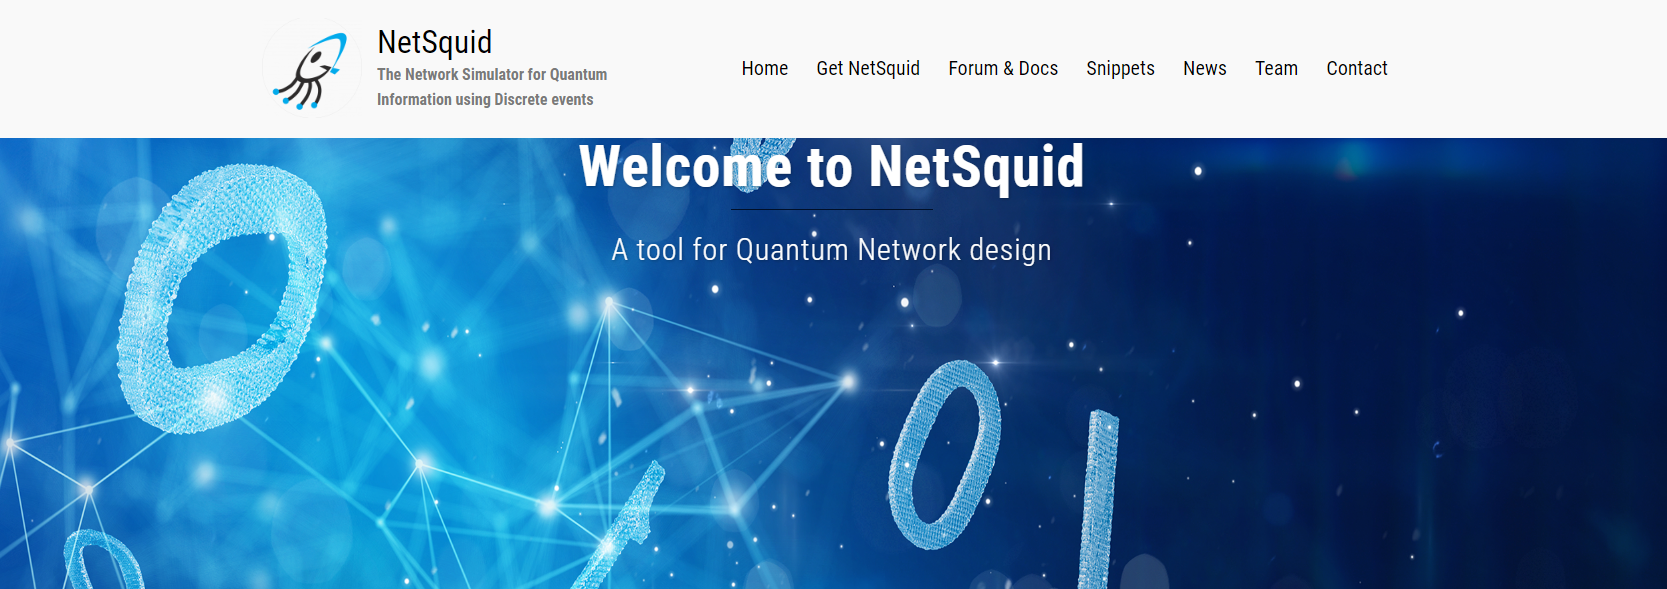 NetSquid
The Network Simulator for Quantum
Information using Discrete events
Home Get NetSquid Forum & Docs Snippets News Team Contact
Welcome to NetSquid
A tool for Quantum Network design